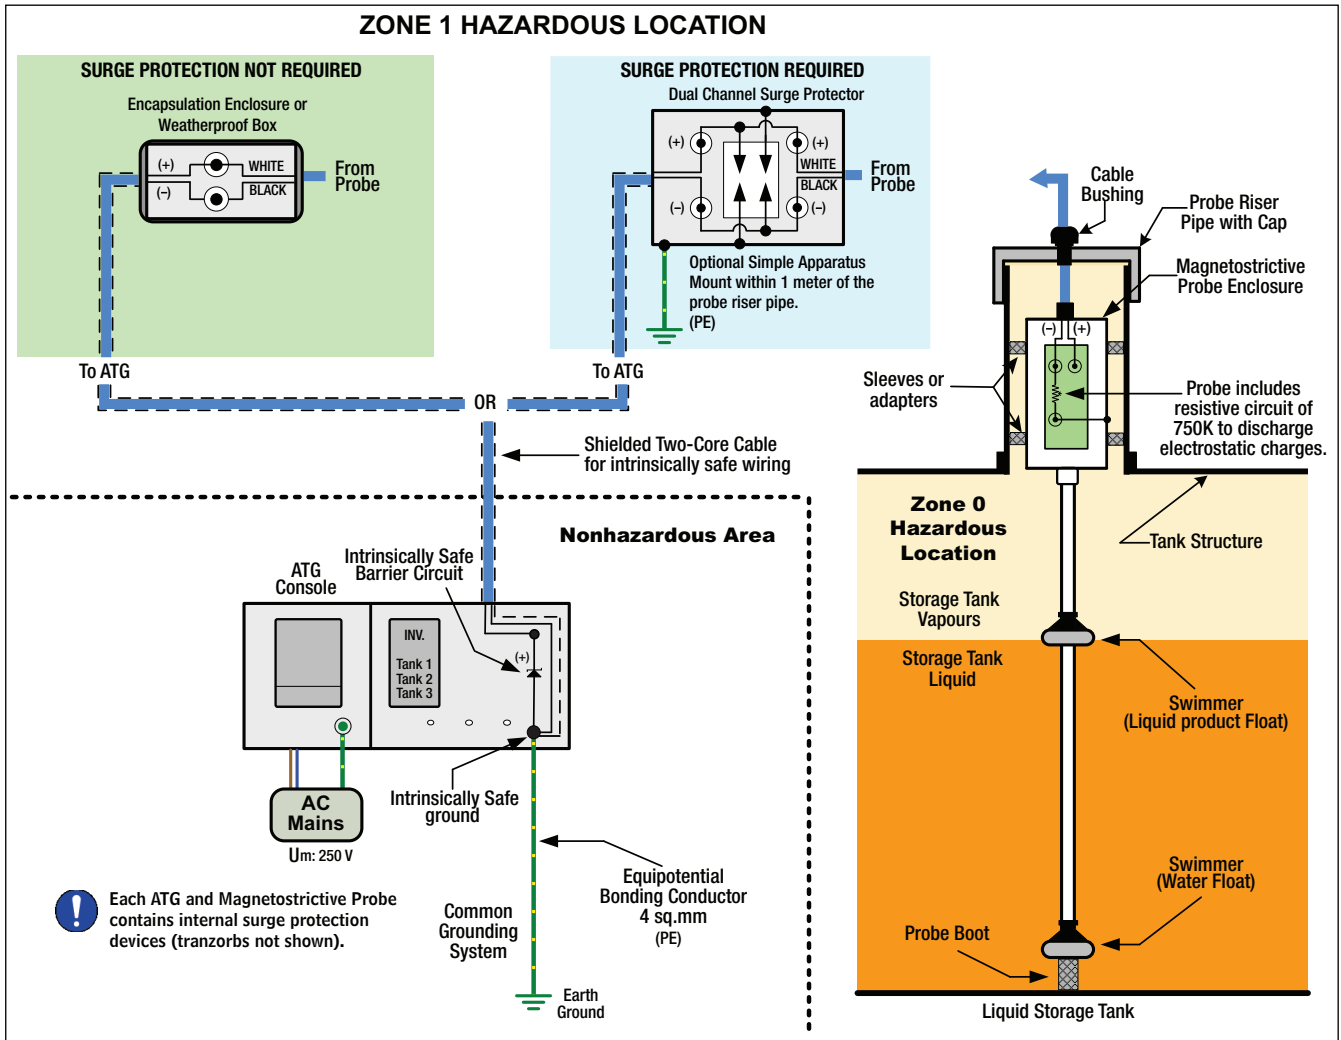 ZONE 1 HAZARDOUS LOCATION
SURGE PROTECTION NOT REQUIRED
Encapsulation Enclosure or
Weatherproof Box
(+)
WHITE
(−)
BLACK
From
Probe
To ATG
SURGE PROTECTION REQUIRED
Dual Channel Surge Protector
(+)
(+)
WHITE
BLACK
(−)
(−)
From
Probe
Optional Simple Apparatus
Mount within 1 meter of the
probe riser pipe.
(PE)
To ATG
OR
Shielded Two-Core Cable
for intrinsically safe wiring
Cable
Bushing
Probe Riser
Pipe with Cap
Magnetostrictive
Probe Enclosure
(−)
(+)
Sleeves or
adapters
Probe includes
resistive circuit of
750K to discharge
electrostatic charges.
Zone 0
Hazardous
Location
Tank Structure
Storage Tank
Vapours
Storage Tank
Liquid
Swimmer
(Liquid product Float)
Swimmer
(Water Float)
Probe Boot
Liquid Storage Tank
Nonhazardous Area
ATG
Console
Intrinsically Safe
Barrier Circuit
INV.
Tank 1
Tank 2
Tank 3
(+)
Intrinsically Safe
ground
AC
Mains
Um: 250 V
Equipotential
Bonding Conductor
4 sq.mm
(PE)
Common
Grounding
System
Earth
Ground
!
Each ATG and Magnetostrictive Probe
contains internal surge protection
devices (tranzorbs not shown).